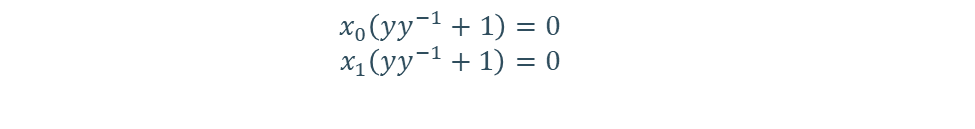 x₀(yy⁻¹ + 1) = 0
x₁(yy⁻¹ + 1) = 0